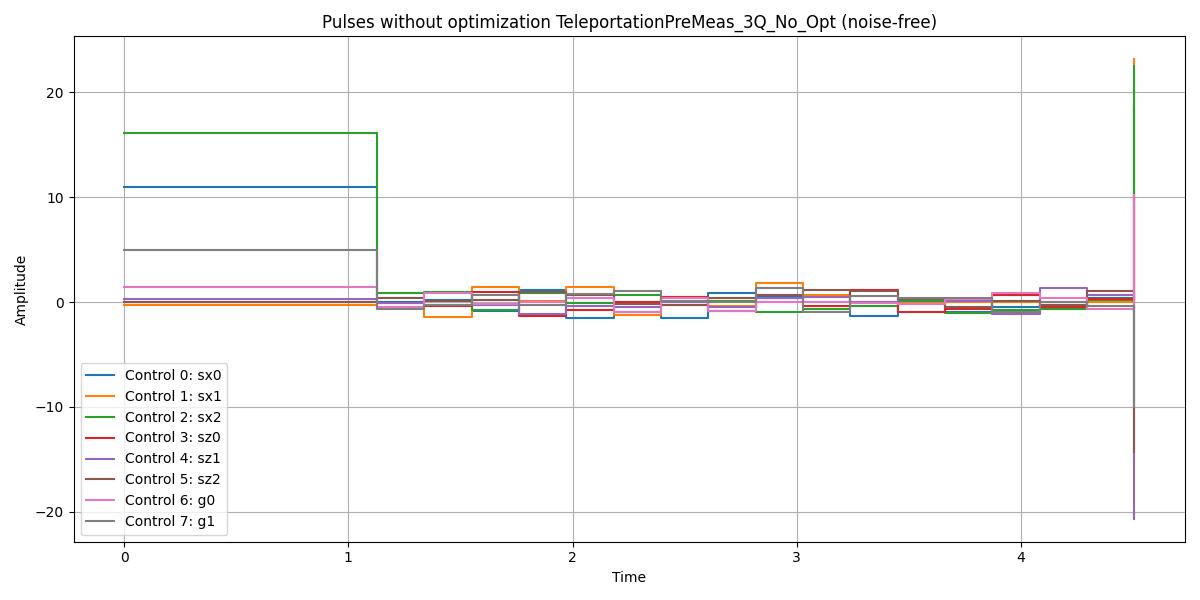 Pulses without optimization TeleportationPreMeas_3Q_No_Opt (noise-free)
Amplitude
20
10
0
−10
−20
Control 0: sx0
Control 1: sx1
Control 2: sx2
Control 3: sz0
Control 4: sz1
Control 5: sz2
Control 6: g0
Control 7: g1
0 1 2 3 4
Time